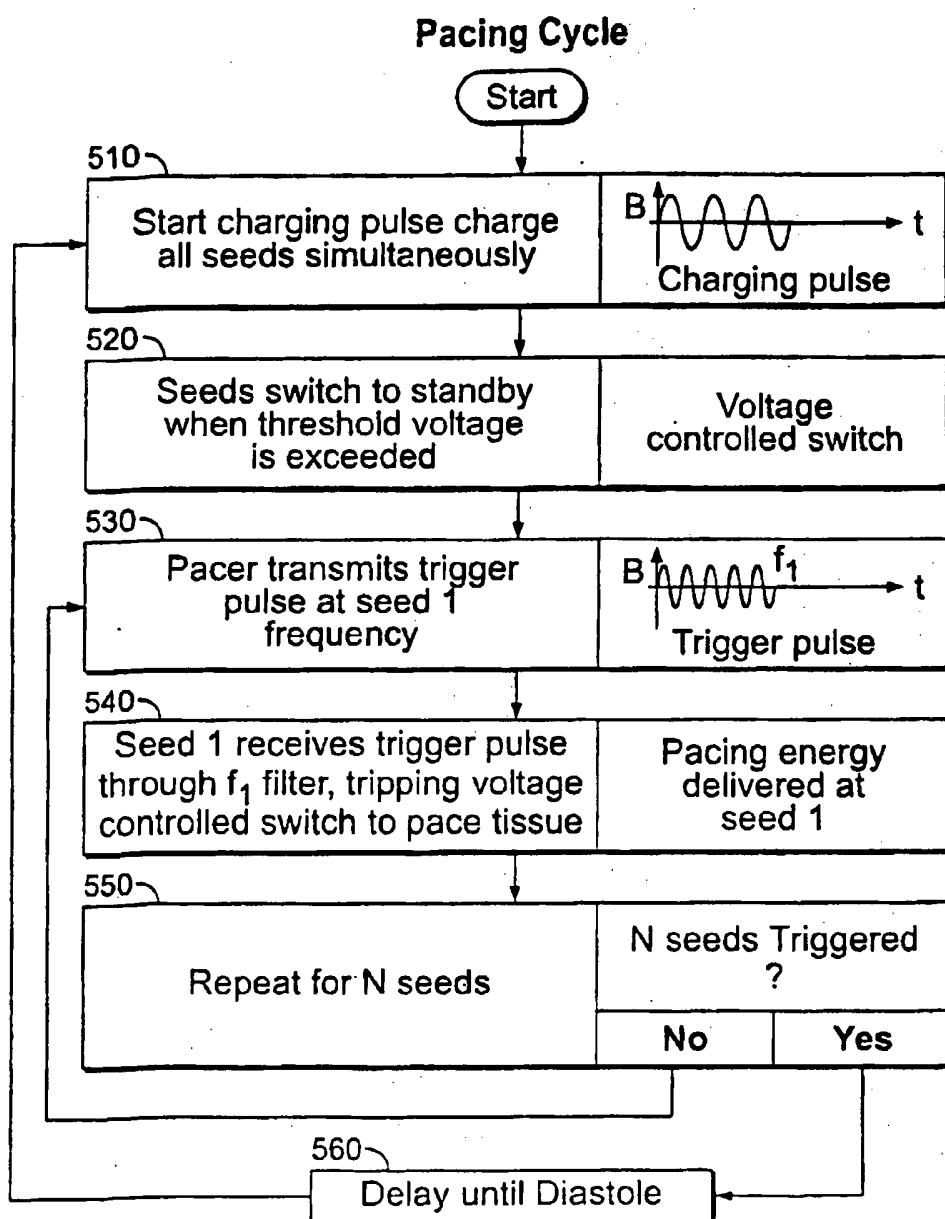 Pacing Cycle
Start
510
Start charging pulse charge
all seeds simultaneously
B
t
Charging pulse
520
Seeds switch to standby
when threshold voltage
is exceeded
Voltage
controlled switch
530
Pacer transmits trigger
pulse at seed 1
frequency
B
f1
t
Trigger pulse
540
Seed 1 receives trigger pulse
through f1 filter, tripping voltage
controlled switch to pace tissue
Pacing energy
delivered at
seed 1
550
Repeat for N seeds
N seeds Triggered
?
No
Yes
560
Delay until Diastole